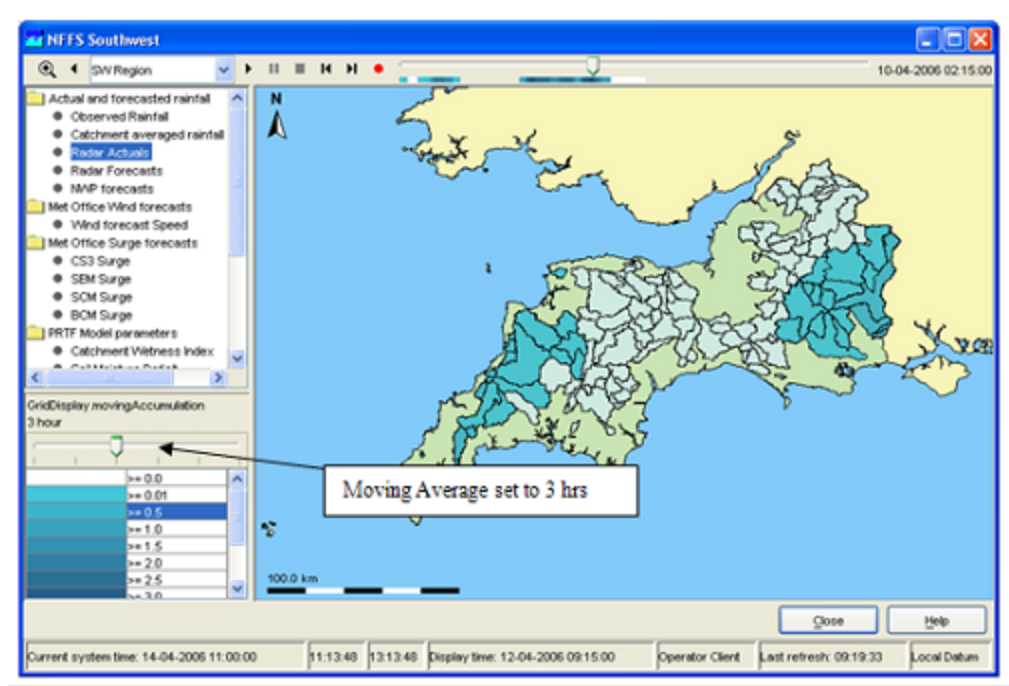 NFFS Southwest
SW Region
10-04-2006 02:15:00
Actual and forecasted rainfall
Observed Rainfall
Catchment averaged rainfall
Radar Actuals
Radar Forecasts
NWP forecasts
Met Office Wind forecasts
Wind forecast Speed
Met Office Surge forecasts
CS3 Surge
SEM Surge
SCM Surge
BCM Surge
PRTF Model parameters
Catchment Wetness Index
N
GridDisplay movingAccumulation
3 hour
Moving Average set to 3 hrs
>= 0.0
>= 0.01
>= 0.5
>= 1.0
>= 1.5
>= 2.0
>= 2.5
>= 3.0
100.0 km
Close
Help
Current system time: 14-04-2006 11:00:00
11:13:48
13:13:48
Display time: 12-04-2006 09:15:00
Operator Client
Last refresh: 09:19:33
Local Datum